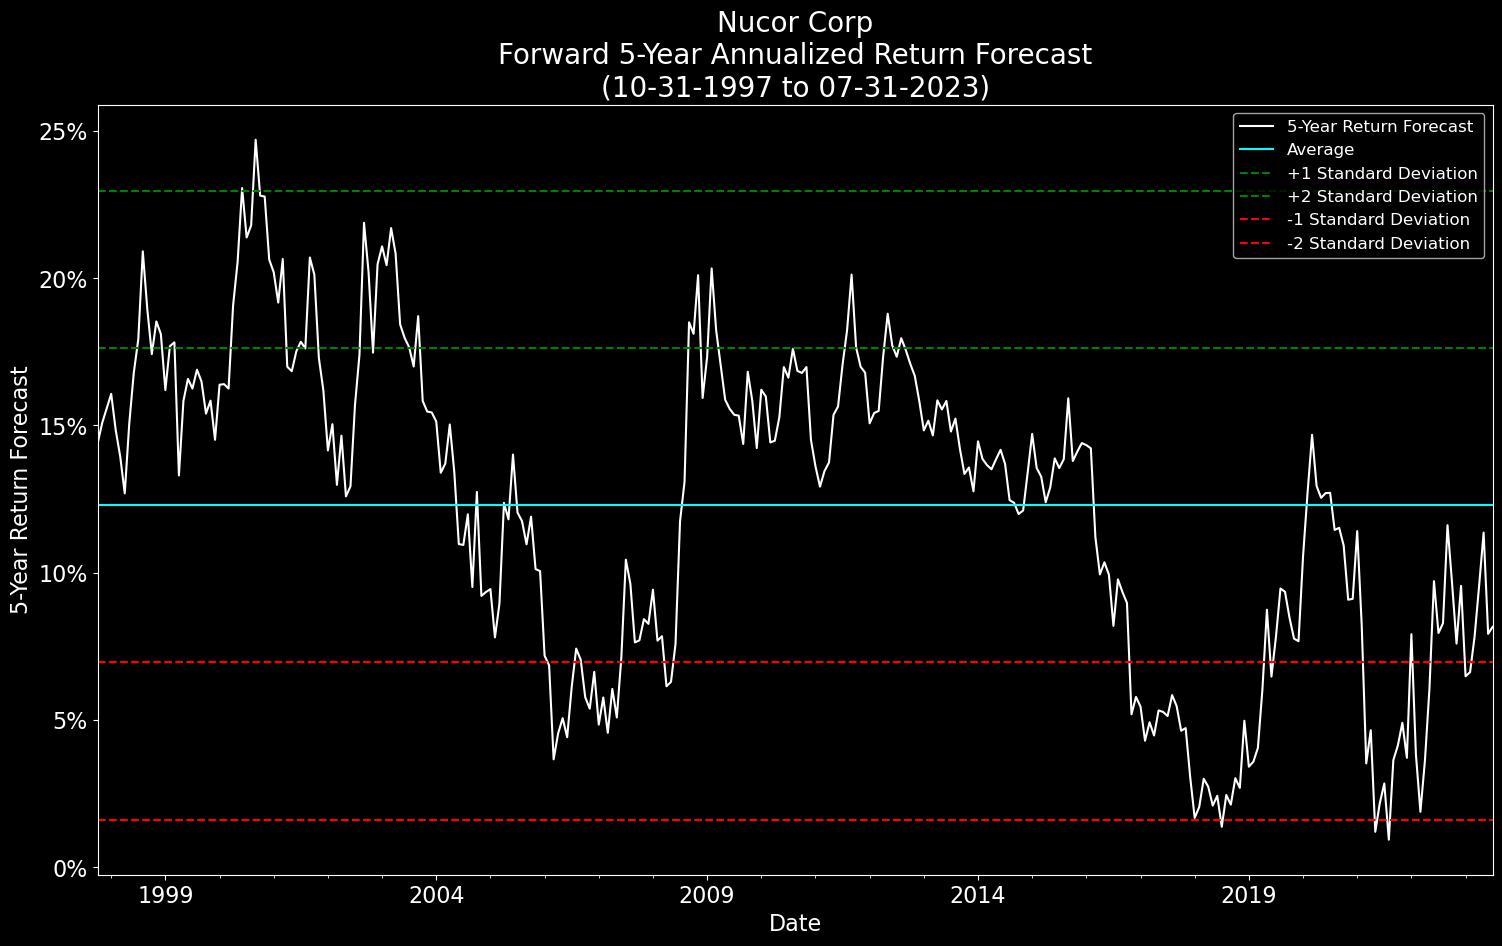 Nucor Corp
Forward 5-Year Annualized Return Forecast
(10-31-1997 to 07-31-2023)
5-Year Return Forecast
Average
+1 Standard Deviation
+2 Standard Deviation
-1 Standard Deviation
-2 Standard Deviation
25%
20%
15%
10%
5%
0%
5-Year Return Forecast
1999
2004
2009
2014
2019
Date